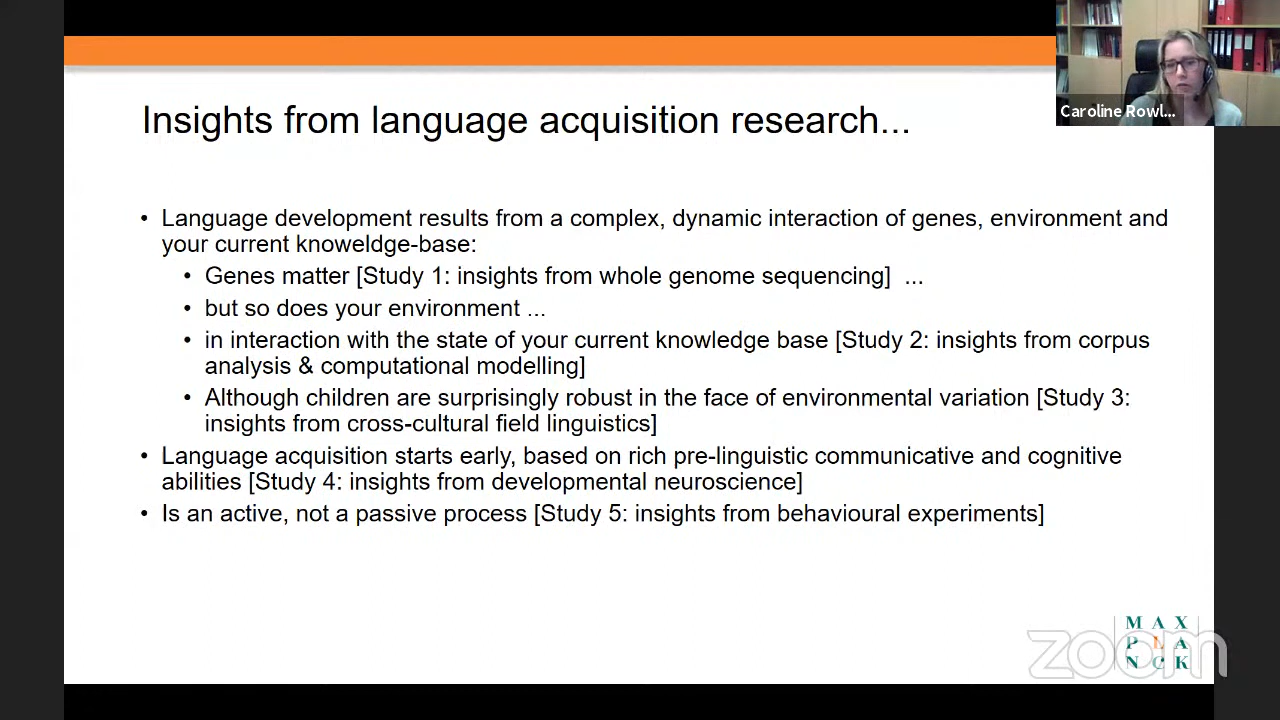 Insights from language acquisition research...
Caroline Rowl...
• Language development results from a complex, dynamic interaction of genes, environment and
your current knoweldge-base:
• Genes matter [Study 1: insights from whole genome sequencing] ...
• but so does your environment ...
• in interaction with the state of your current knowledge base [Study 2: insights from corpus
analysis & computational modelling]
• Although children are surprisingly robust in the face of environmental variation [Study 3:
insights from cross-cultural field linguistics]
• Language acquisition starts early, based on rich pre-linguistic communicative and cognitive
abilities [Study 4: insights from developmental neuroscience]
• Is an active, not a passive process [Study 5: insights from behavioural experiments]
MAX
PLA
NCK
zoom